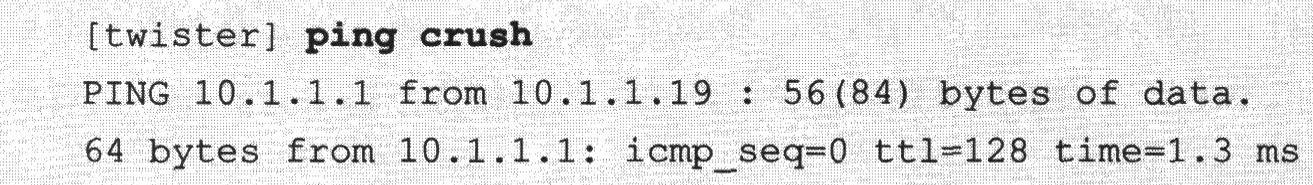 [twister] ping crush
PING 10.1.1.1 from 10.1.1.19 : 56(84) bytes of data.
64 bytes from 10.1.1.1: icmp_seq=0 ttl=128 time=1.3 ms